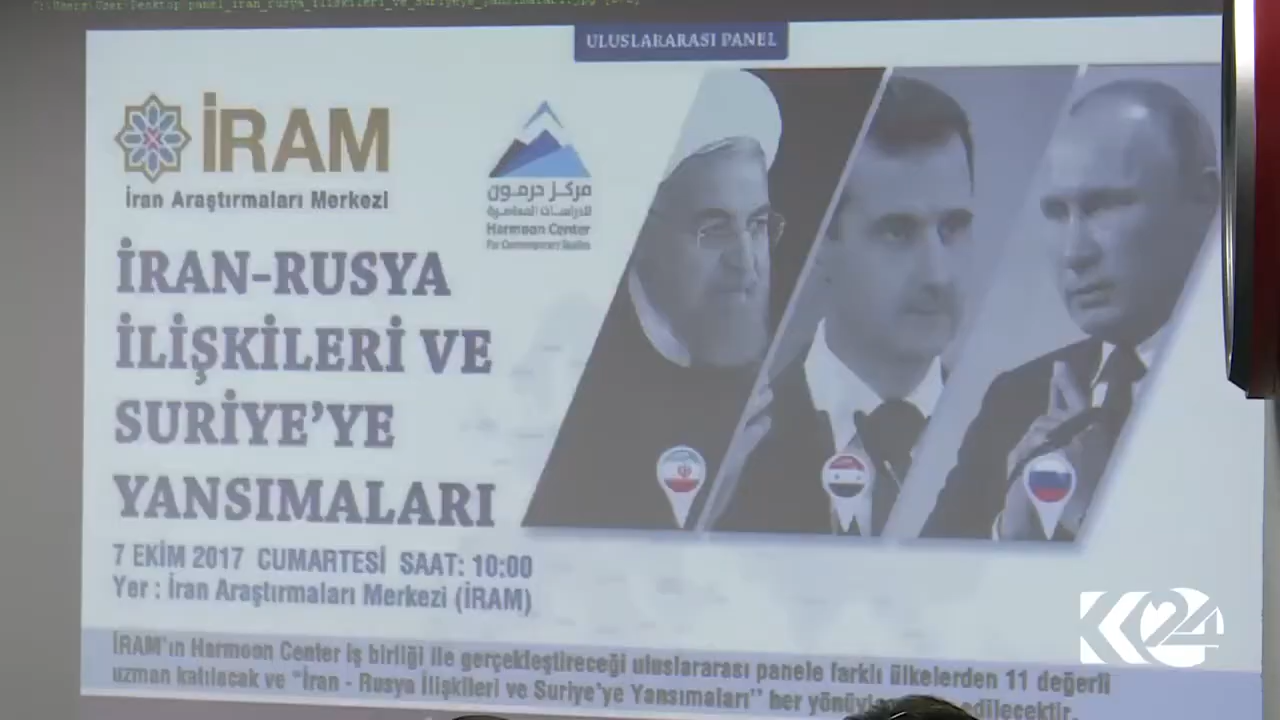 ULUSLARARASI PANEL
İRAM
İran Araştırmaları Merkezi
مركز حرمون
للدراسات المعاصرة
Harmoon Center
For Contemporary Studies
İRAN-RUSYA
İLİŞKİLERİ VE
SURİYE'YE
YANSIMALARI
7 EKİM 2017 CUMARTESİ SAAT: 10:00
Yer : İran Araştırmaları Merkezi (İRAM)
İRAM'ın Harmoon Center iş birliği ile gerçekleştireceği uluslararası panele farklı ülkelerden 11 değerli
uzman katılacak ve "İran - Rusya İlişkileri ve Suriye'ye Yansımaları" her yönüyle edilecektir.
K24